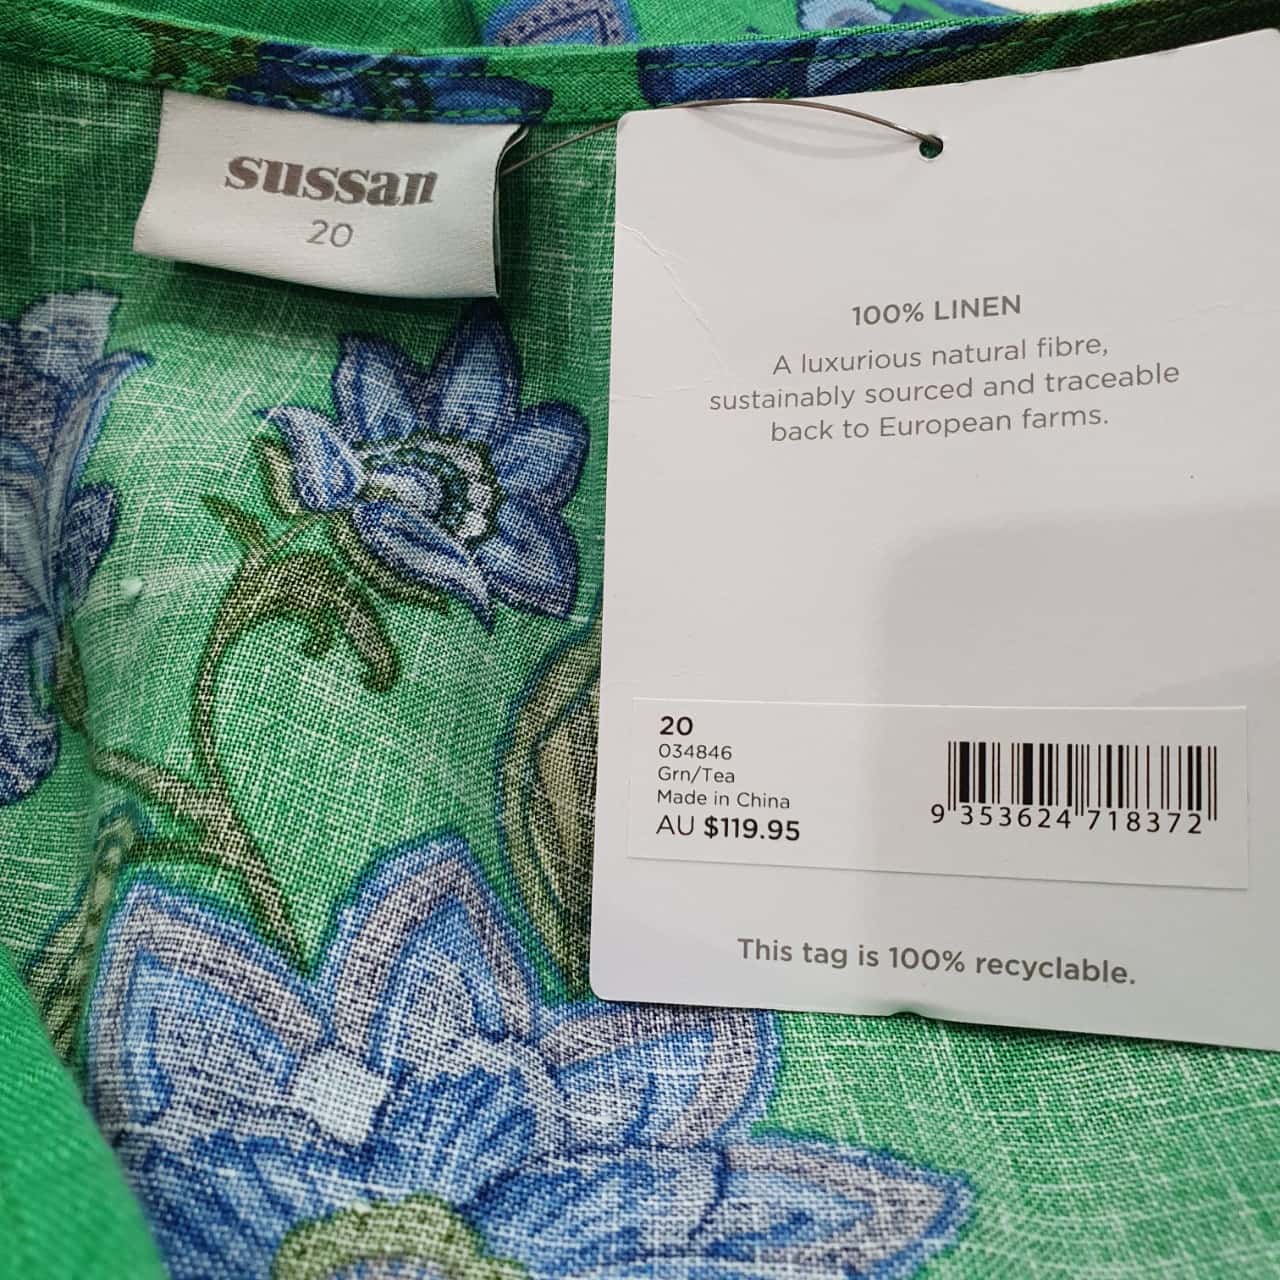 sussan
20
100% LINEN
A luxurious natural fibre,
sustainably sourced and traceable
back to European farms.
20
034846
Grn/Tea
Made in China
AU $119.95
9 353624 718372
This tag is 100% recyclable.